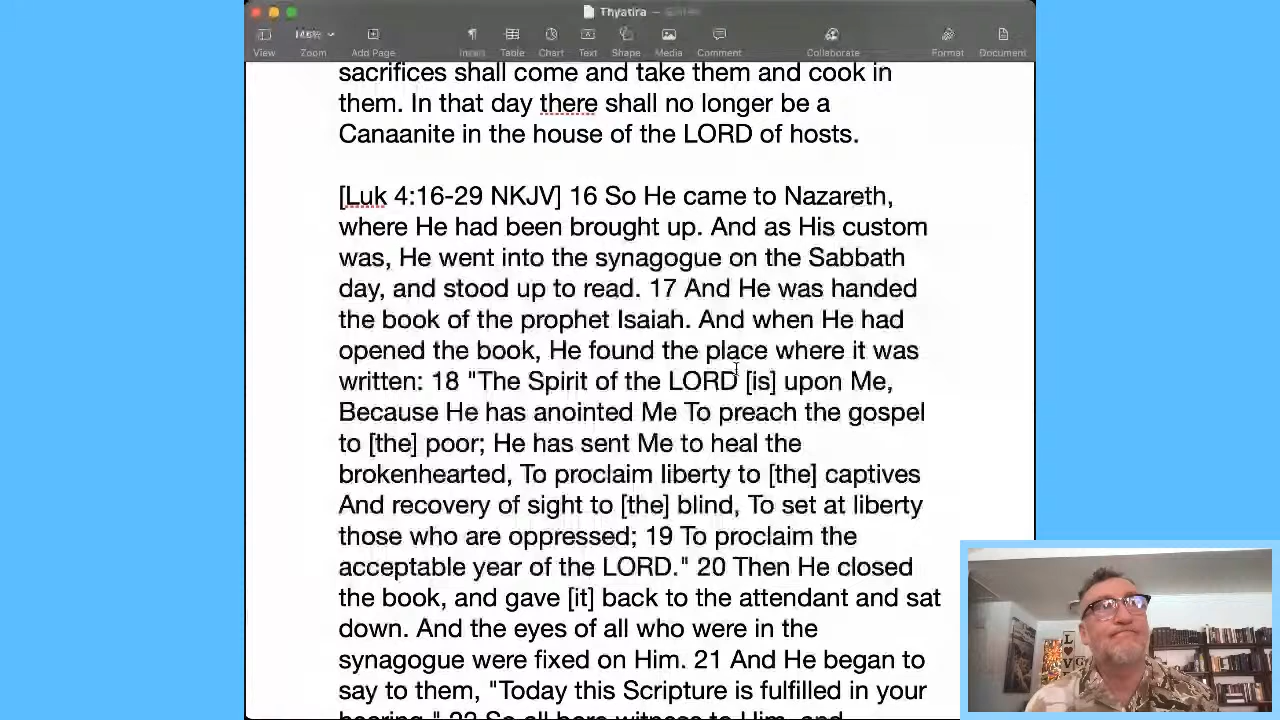 Thyatira
View
Zoom
Add Page
Insert
Table
Chart
Text
Shape
Media
Comment
Collaborate
Format
Document
sacrifices shall come and take them and cook in
them. In that day there shall no longer be a
Canaanite in the house of the LORD of hosts.
[Luk 4:16-29 NKJV] 16 So He came to Nazareth,
where He had been brought up. And as His custom
was, He went into the synagogue on the Sabbath
day, and stood up to read. 17 And He was handed
the book of the prophet Isaiah. And when He had
opened the book, He found the place where it was
written: 18 "The Spirit of the LORD [is] upon Me,
Because He has anointed Me To preach the gospel
to [the] poor; He has sent Me to heal the
brokenhearted, To proclaim liberty to [the] captives
And recovery of sight to [the] blind, To set at liberty
those who are oppressed; 19 To proclaim the
acceptable year of the LORD." 20 Then He closed
the book, and gave [it] back to the attendant and sat
down. And the eyes of all who were in the
synagogue were fixed on Him. 21 And He began to
say to them, "Today this Scripture is fulfilled in your
hearing." 22 So all bore witness to Him, and